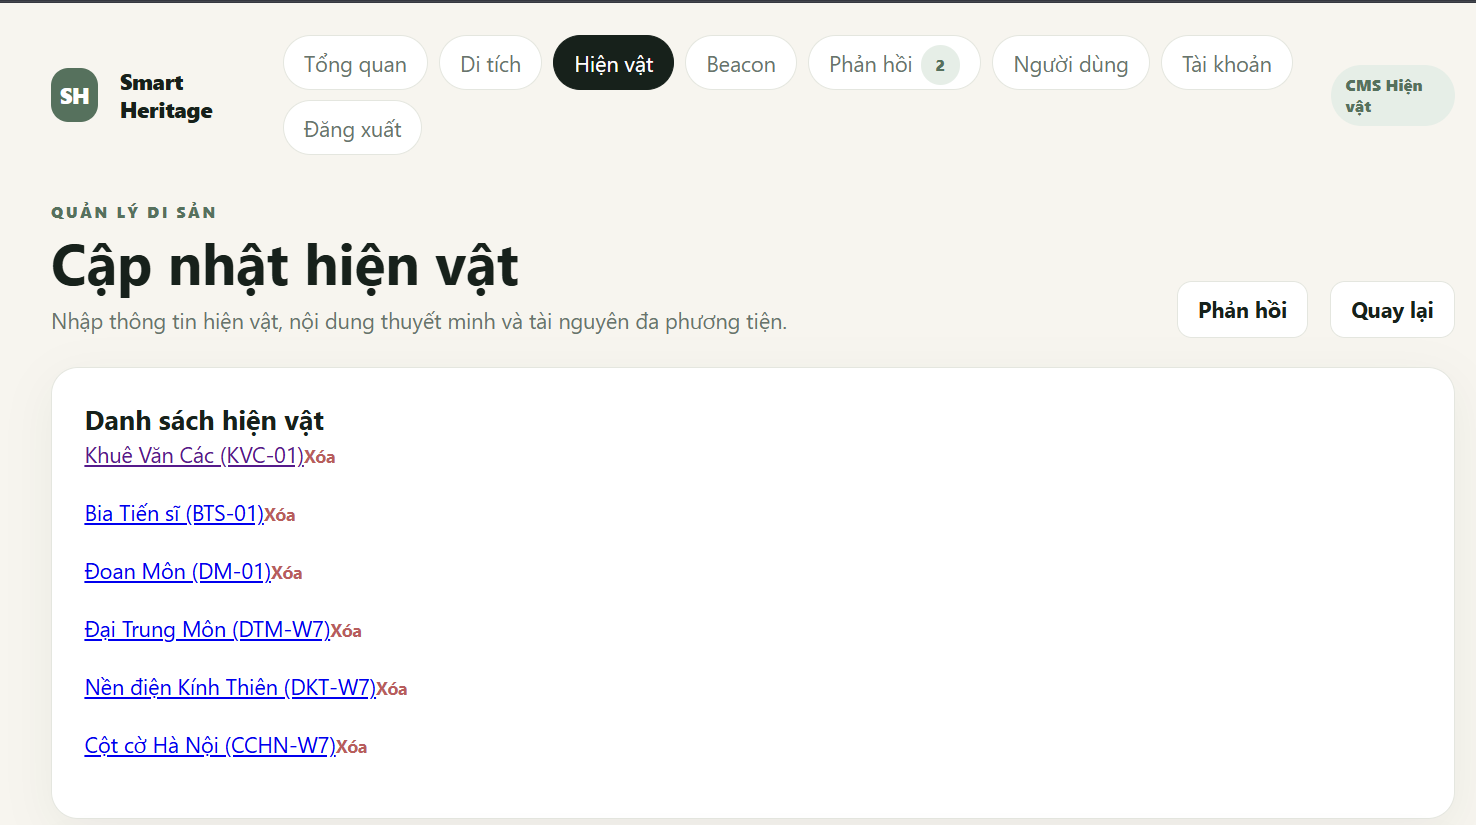 SH
Smart
Heritage
Tổng quan
Di tích
Hiện vật
Beacon
Phản hồi 2
Người dùng
Tài khoản
Đăng xuất
CMS Hiện
vật
QUẢN LÝ DI SẢN
Cập nhật hiện vật
Nhập thông tin hiện vật, nội dung thuyết minh và tài nguyên đa phương tiện.
Phản hồi
Quay lại
Danh sách hiện vật
Khuê Văn Các (KVC-01)Xóa
Bia Tiến sĩ (BTS-01)Xóa
Đoan Môn (DM-01)Xóa
Đại Trung Môn (DTM-W7)Xóa
Nền điện Kính Thiên (DKT-W7)Xóa
Cột cờ Hà Nội (CCHN-W7)Xóa